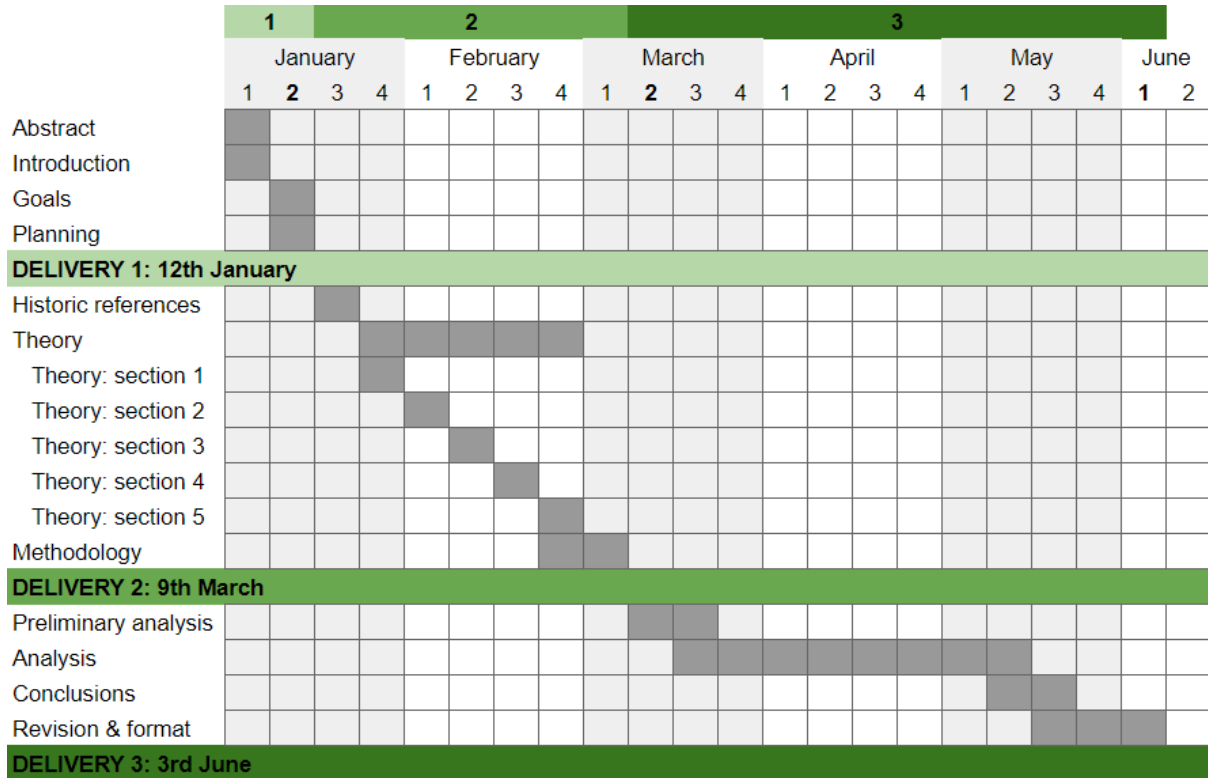 1 2 3
January February March April May June
1 2 3 4 1 2 3 4 1 2 3 4 1 2 3 4 1 2 3 4 1 2
Abstract
Introduction
Goals
Planning
DELIVERY 1: 12th January
Historic references
Theory
Theory: section 1
Theory: section 2
Theory: section 3
Theory: section 4
Theory: section 5
Methodology
DELIVERY 2: 9th March
Preliminary analysis
Analysis
Conclusions
Revision & format
DELIVERY 3: 3rd June